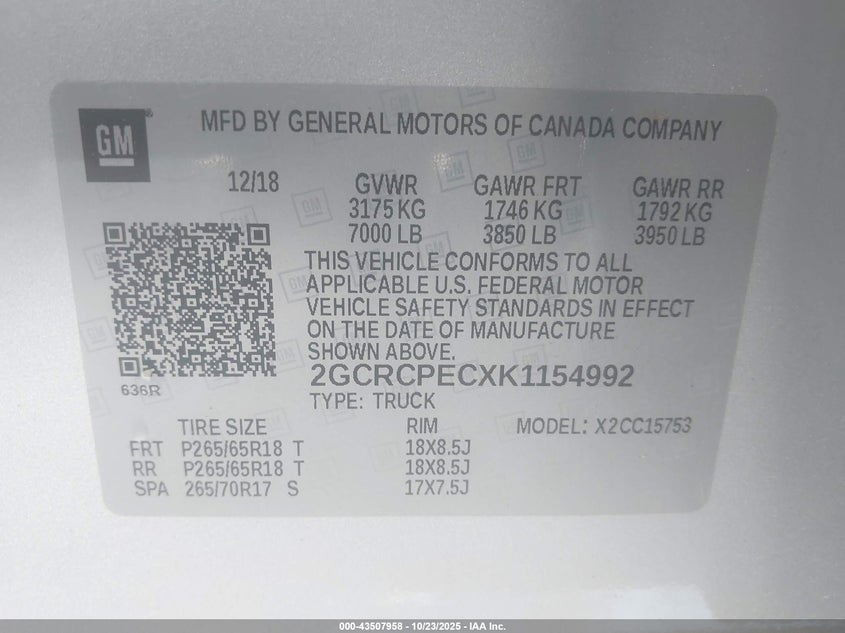 GM
MFD BY GENERAL MOTORS OF CANADA COMPANY
12/18 GVWR GAWR FRT GAWR RR
3175 KG 1746 KG 1792 KG
7000 LB 3850 LB 3950 LB
THIS VEHICLE CONFORMS TO ALL
APPLICABLE U.S. FEDERAL MOTOR
VEHICLE SAFETY STANDARDS IN EFFECT
ON THE DATE OF MANUFACTURE
SHOWN ABOVE.
2GCRCPECXK1154992
636R
TYPE: TRUCK
TIRE SIZE RIM MODEL: X2CC15753
FRT P265/65R18 T 18X8.5J
RR P265/65R18 T 18X8.5J
SPA 265/70R17 S 17X7.5J
000-43507958 - 10/23/2025 - IAA Inc.